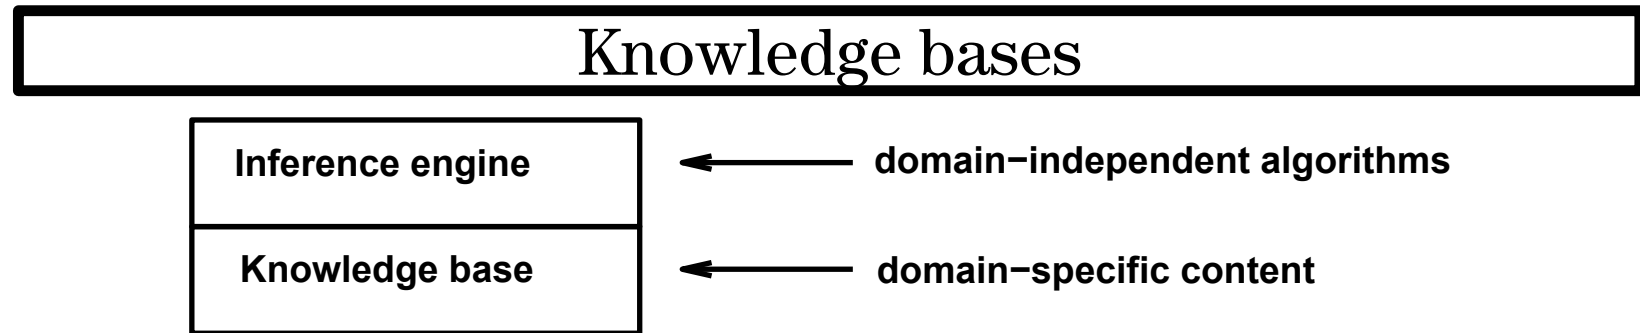 Knowledge bases
Inference engine
domain−independent algorithms
Knowledge base
domain−specific content